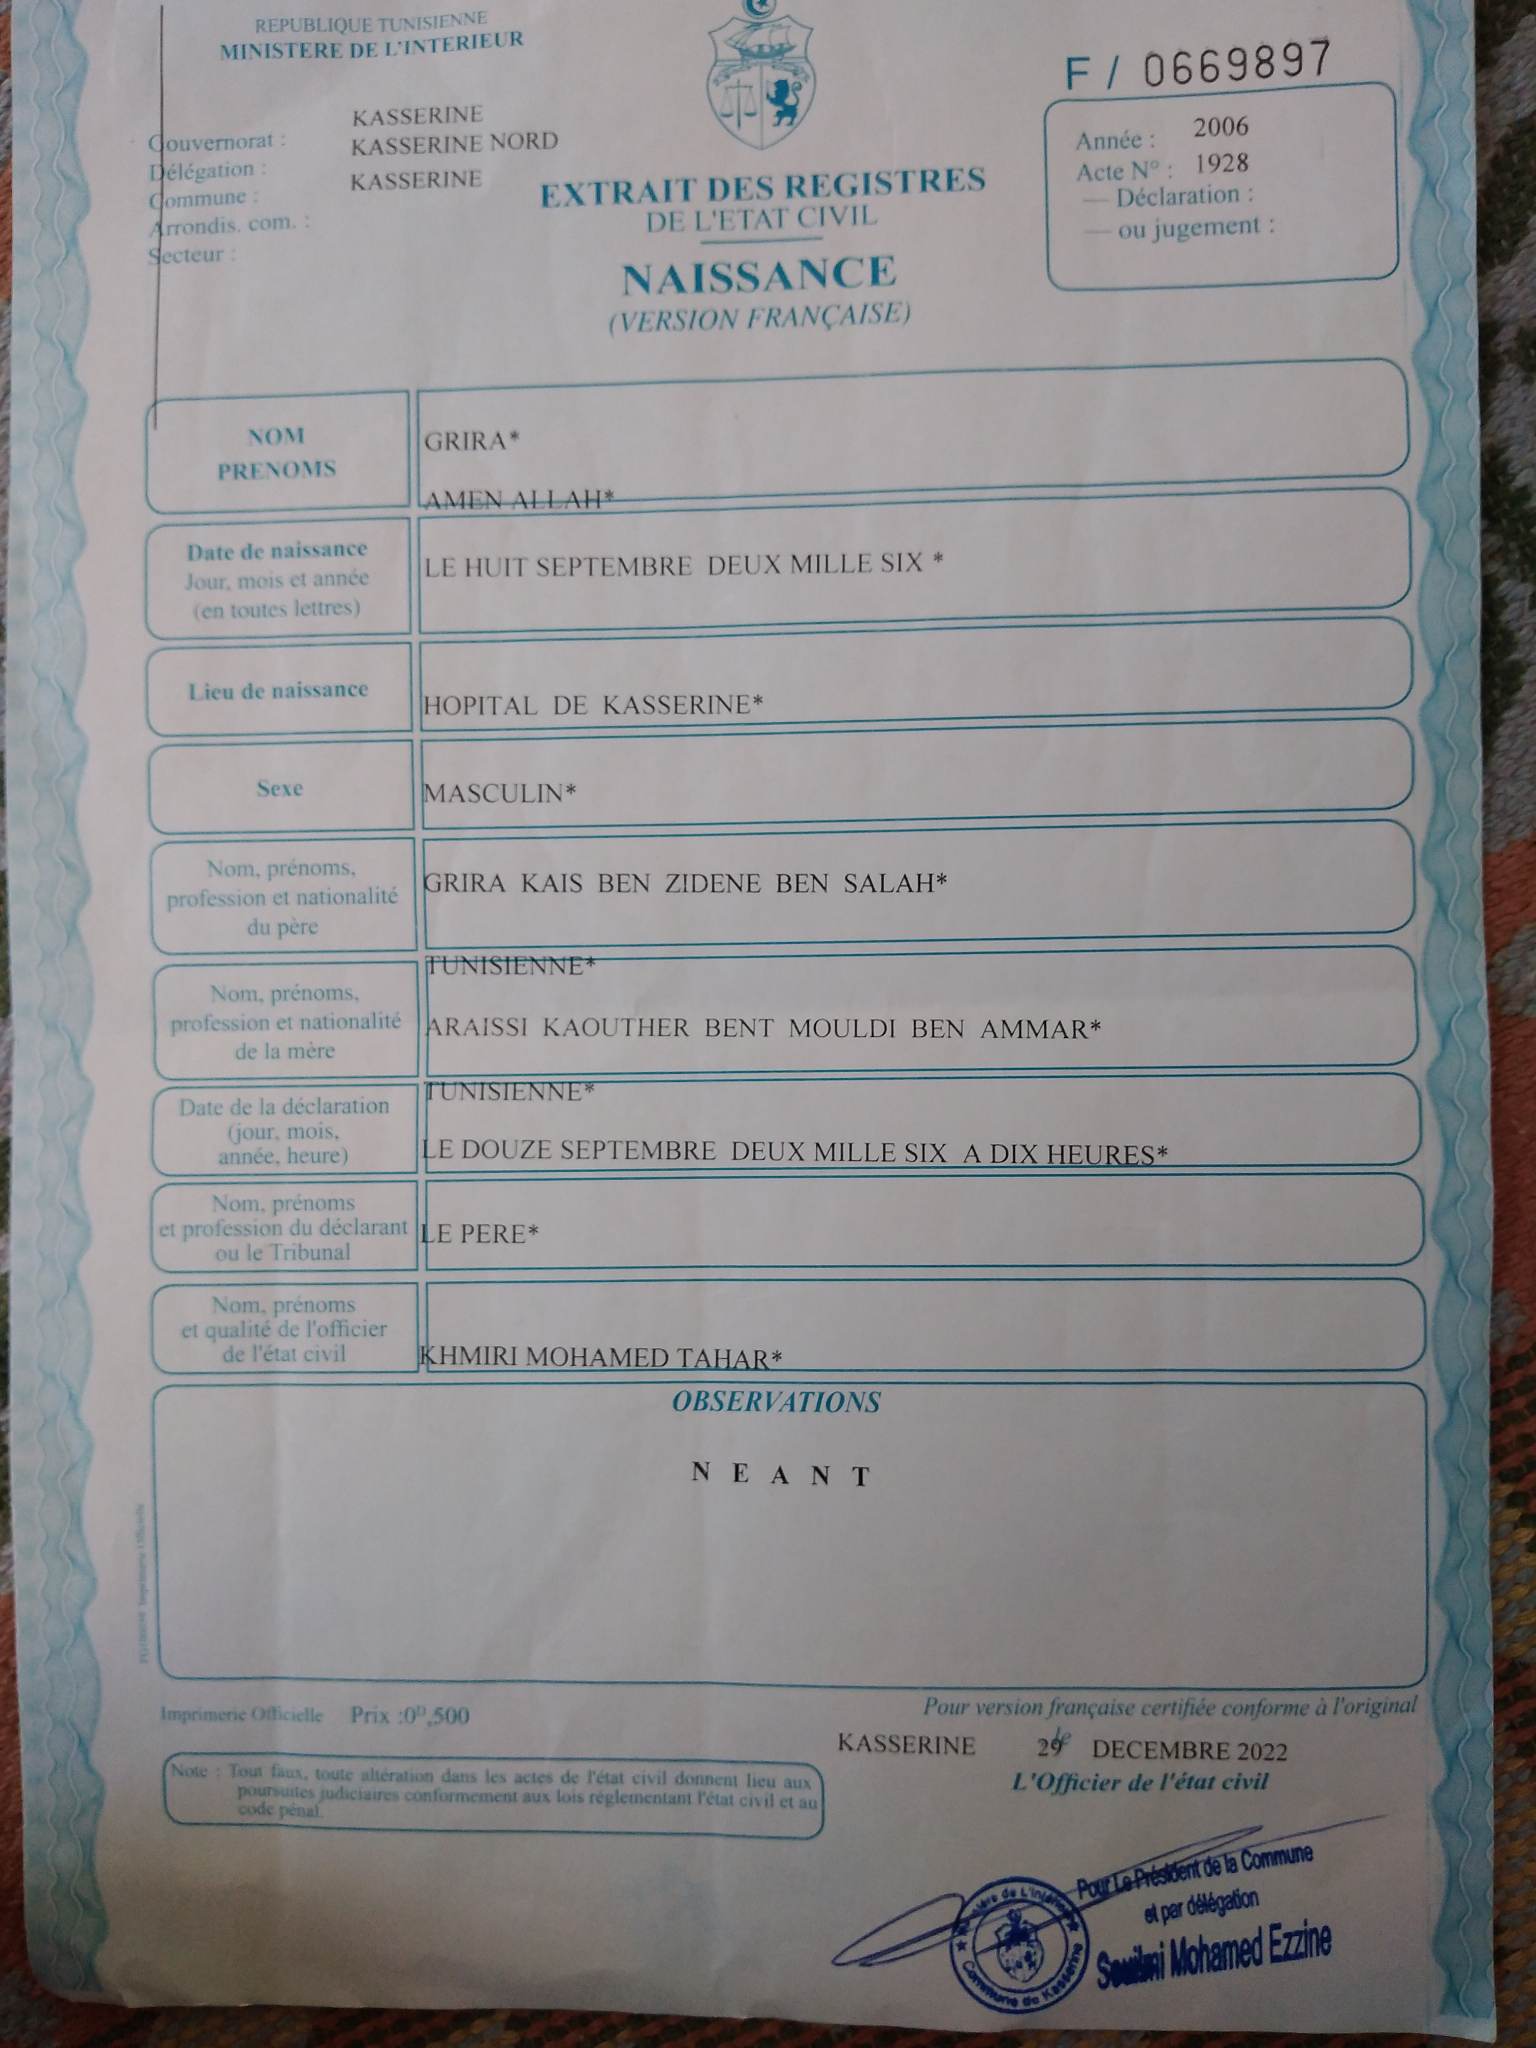 REPUBLIQUE TUNISIENNE
MINISTERE DE L'INTERIEUR
F / 0669897
Gouvernorat : KASSERINE
Délégation : KASSERINE NORD
Commune : KASSERINE
Arrondis. com. :
Secteur :
Année : 2006
Acte N° : 1928
— Déclaration :
— ou jugement :
EXTRAIT DES REGISTRES
DE L'ETAT CIVIL
NAISSANCE
(VERSION FRANÇAISE)
NOM
PRENOMS
GRIRA*
AMEN ALLAH*
Date de naissance
Jour, mois et année
(en toutes lettres)
LE HUIT SEPTEMBRE DEUX MILLE SIX *
Lieu de naissance
HOPITAL DE KASSERINE*
Sexe
MASCULIN*
Nom, prénoms,
profession et nationalité
du père
GRIRA KAIS BEN ZIDENE BEN SALAH*
TUNISIENNE*
Nom, prénoms,
profession et nationalité
de la mère
ARAISSI KAOUTHER BENT MOULDI BEN AMMAR*
TUNISIENNE*
Date de la déclaration
(jour, mois,
année, heure)
LE DOUZE SEPTEMBRE DEUX MILLE SIX A DIX HEURES*
Nom, prénoms
et profession du déclarant
ou le Tribunal
LE PERE*
Nom, prénoms
et qualité de l'officier
de l'état civil
KHMIRI MOHAMED TAHAR*
OBSERVATIONS
N E A N T
Imprimerie Officielle Prix :0D,500
Pour version française certifiée conforme à l'original
KASSERINE le 29 DECEMBRE 2022
L'Officier de l'état civil
Note : Tout faux, toute altération dans les actes de l'état civil donnent lieu aux
poursuites judiciaires conformement aux lois réglementant l'état civil et au
code pénal.
Pour Le Président de la Commune
et par délégation
Souilmi Mohamed Ezzine
Ministère de L'Intérieur
Commune de Kasserine